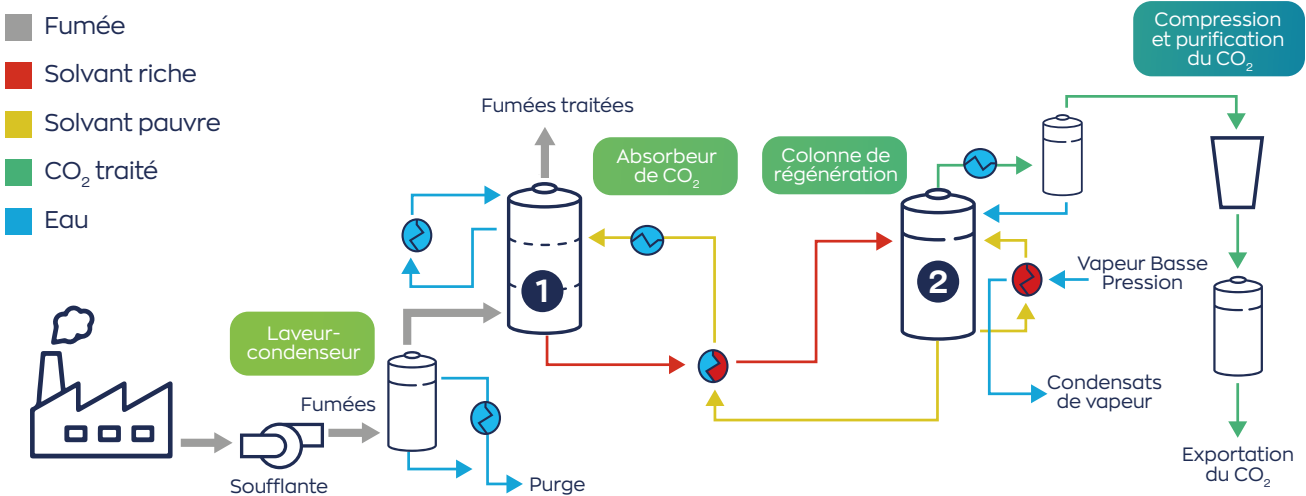 Fumée
Solvant riche
Solvant pauvre
CO₂ traité
Eau
Compression
et purification
du CO₂
Fumées traitées
Absorbeur
de CO₂
Colonne de
régénération
1
2
Vapeur Basse
Pression
Laveur-
condenseur
Condensats
de vapeur
Fumées
Soufflante
Purge
Exportation
du CO₂